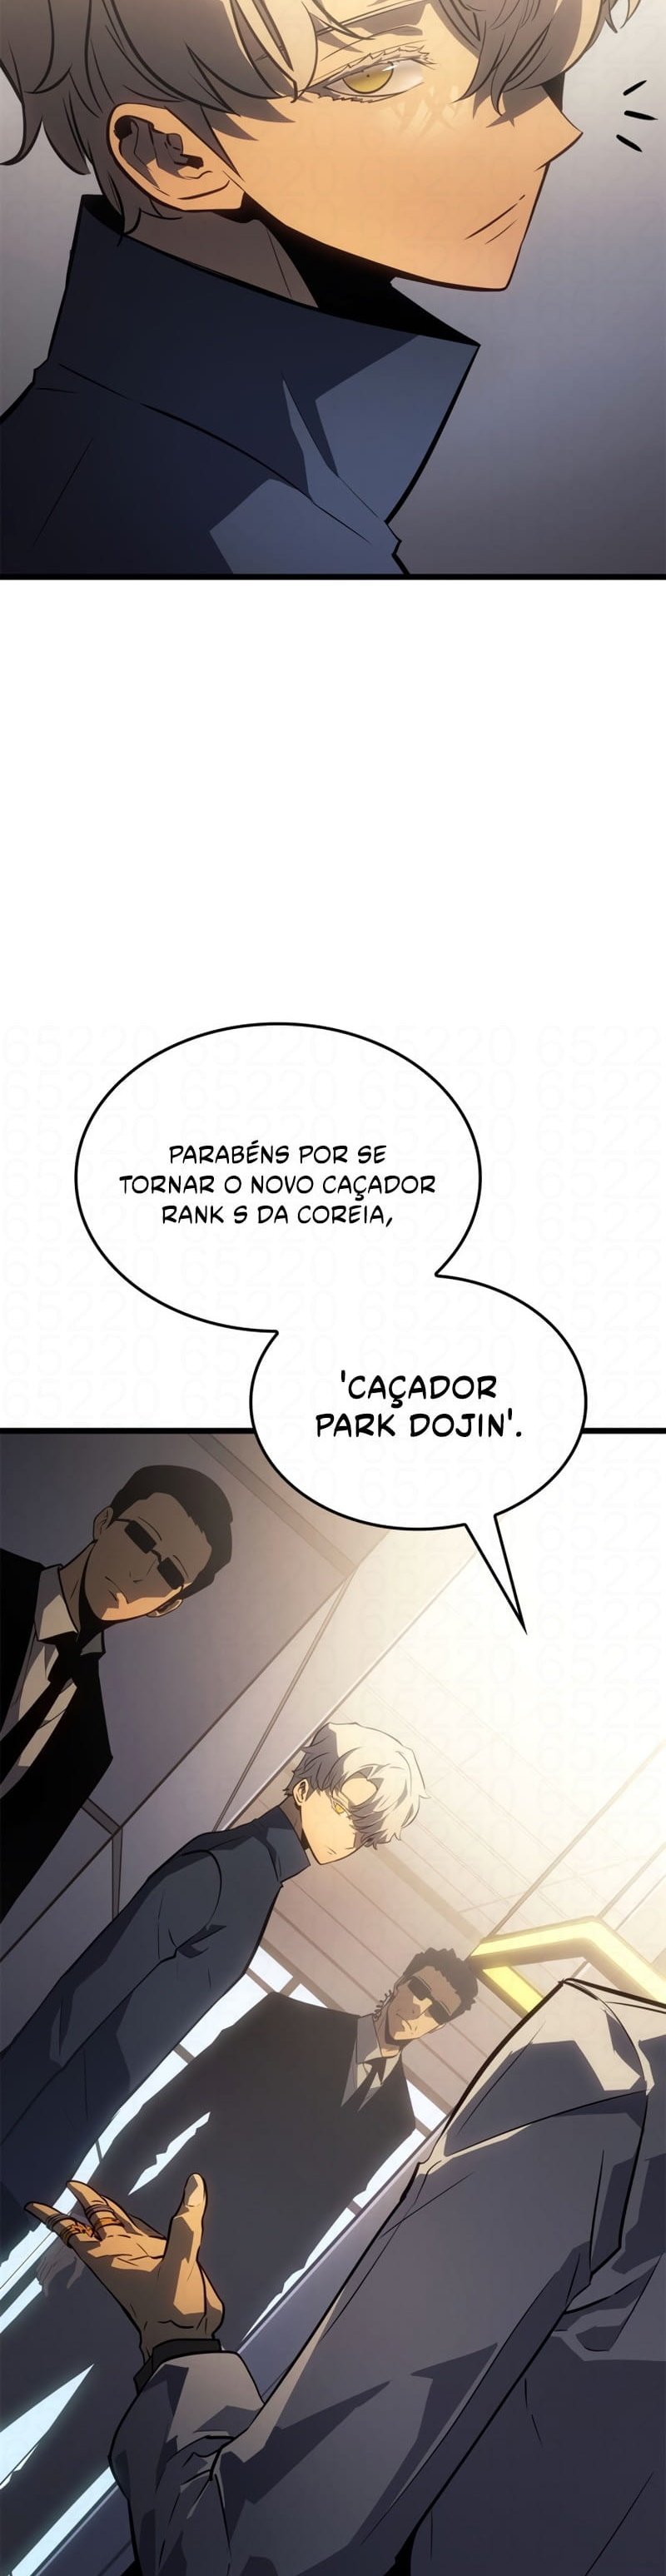 PARABÉNS POR SE
TORNAR O NOVO CAÇADOR
RANK S DA COREIA,
'CAÇADOR
PARK DOJIN'.